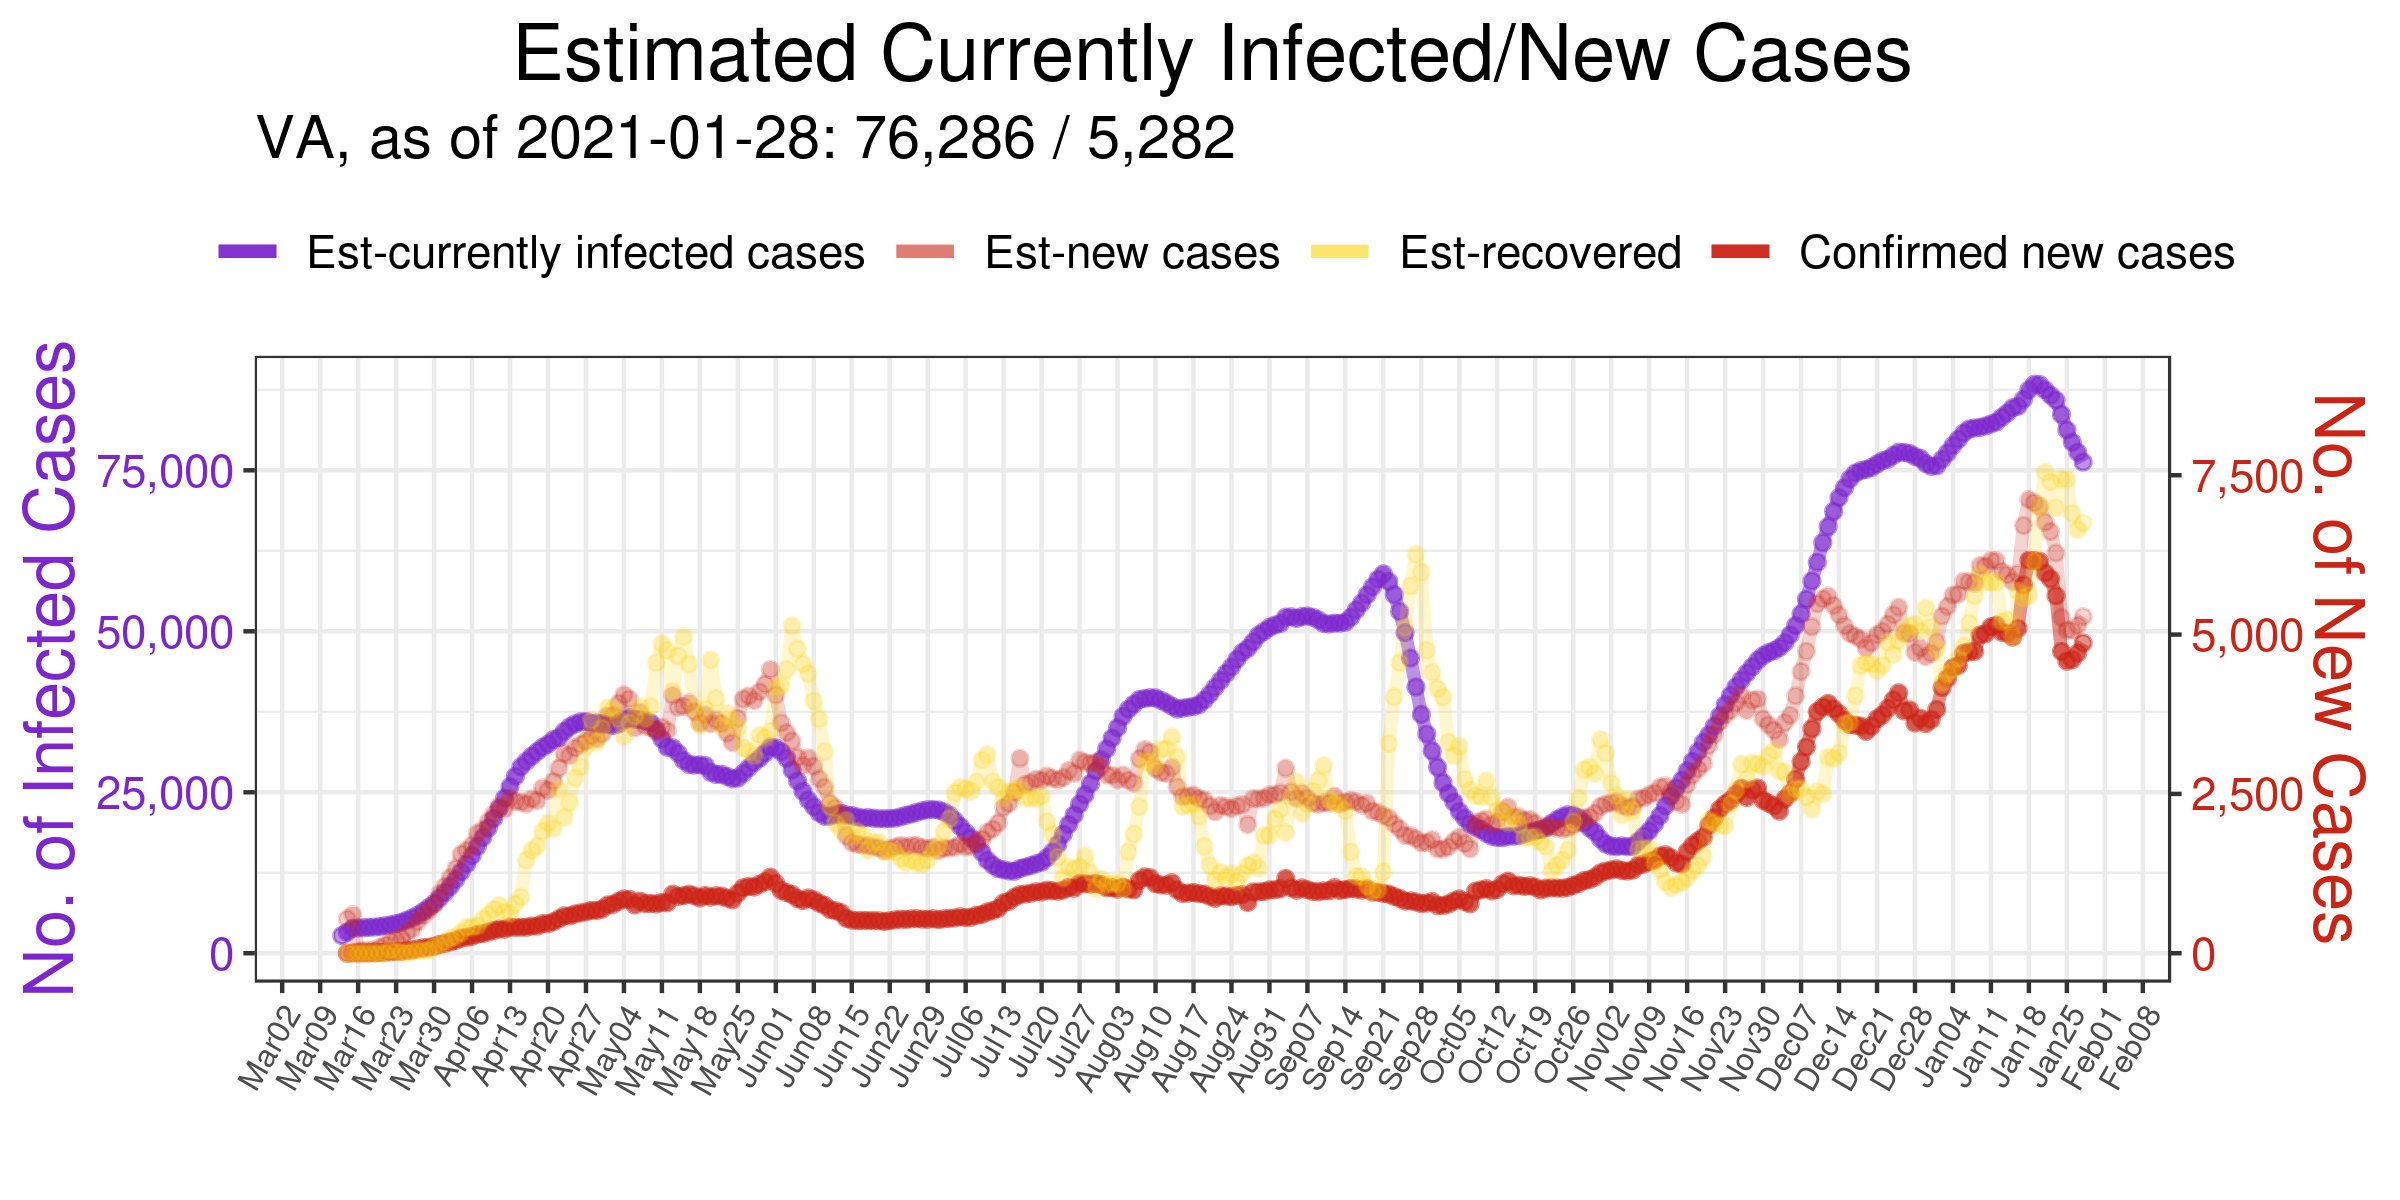 Estimated Currently Infected/New Cases
VA, as of 2021-01-28: 76,286 / 5,282
Est-currently infected cases Est-new cases Est-recovered Confirmed new cases
No. of Infected Cases
75,000
50,000
25,000
0
7,500
5,000
2,500
0
No. of New Cases
Mar02 Mar09 Mar16 Mar23 Mar30 Apr06 Apr13 Apr20 Apr27 May04 May11 May18 May25 Jun01 Jun08 Jun15 Jun22 Jun29 Jul06 Jul13 Jul20 Jul27 Aug03 Aug10 Aug17 Aug24 Aug31 Sep07 Sep14 Sep21 Sep28 Oct05 Oct12 Oct19 Oct26 Nov02 Nov09 Nov16 Nov23 Nov30 Dec07 Dec14 Dec21 Dec28 Jan04 Jan11 Jan18 Jan25 Feb01 Feb08